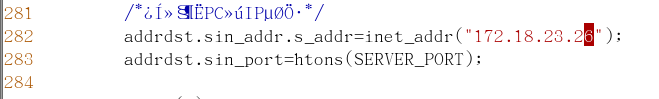 281 /*¿Í»§¶ËPC»úIPµØÖ·*/
282 addrdst.sin_addr.s_addr=inet_addr("172.18.23.26");
283 addrdst.sin_port=htons(SERVER_PORT);
284